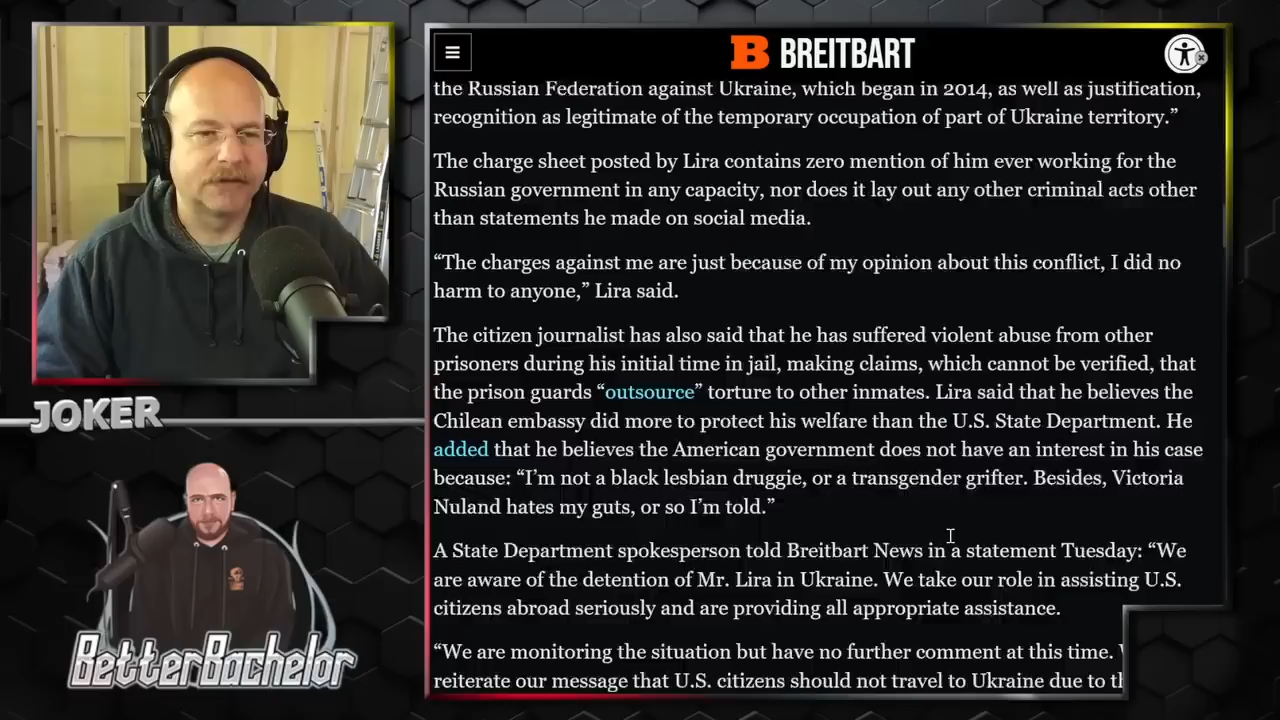 BREITBART
the Russian Federation against Ukraine, which began in 2014, as well as justification,
recognition as legitimate of the temporary occupation of part of Ukraine territory.”
The charge sheet posted by Lira contains zero mention of him ever working for the
Russian government in any capacity, nor does it lay out any other criminal acts other
than statements he made on social media.
“The charges against me are just because of my opinion about this conflict, I did no
harm to anyone,” Lira said.
The citizen journalist has also said that he has suffered violent abuse from other
prisoners during his initial time in jail, making claims, which cannot be verified, that
the prison guards “outsource” torture to other inmates. Lira said that he believes the
Chilean embassy did more to protect his welfare than the U.S. State Department. He
added that he believes the American government does not have an interest in his case
because: “I’m not a black lesbian druggie, or a transgender grifter. Besides, Victoria
Nuland hates my guts, or so I’m told.”
A State Department spokesperson told Breitbart News in a statement Tuesday: “We
are aware of the detention of Mr. Lira in Ukraine. We take our role in assisting U.S.
citizens abroad seriously and are providing all appropriate assistance.
“We are monitoring the situation but have no further comment at this time.
reiterate our message that U.S. citizens should not travel to Ukraine due to
JOKER
BetterBachelor